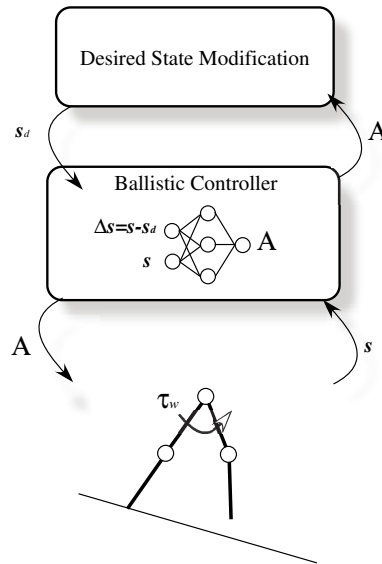 Desired State Modification
s_d
A
Ballistic Controller
Δs=s-s_d
A
s
A
s
τ_w